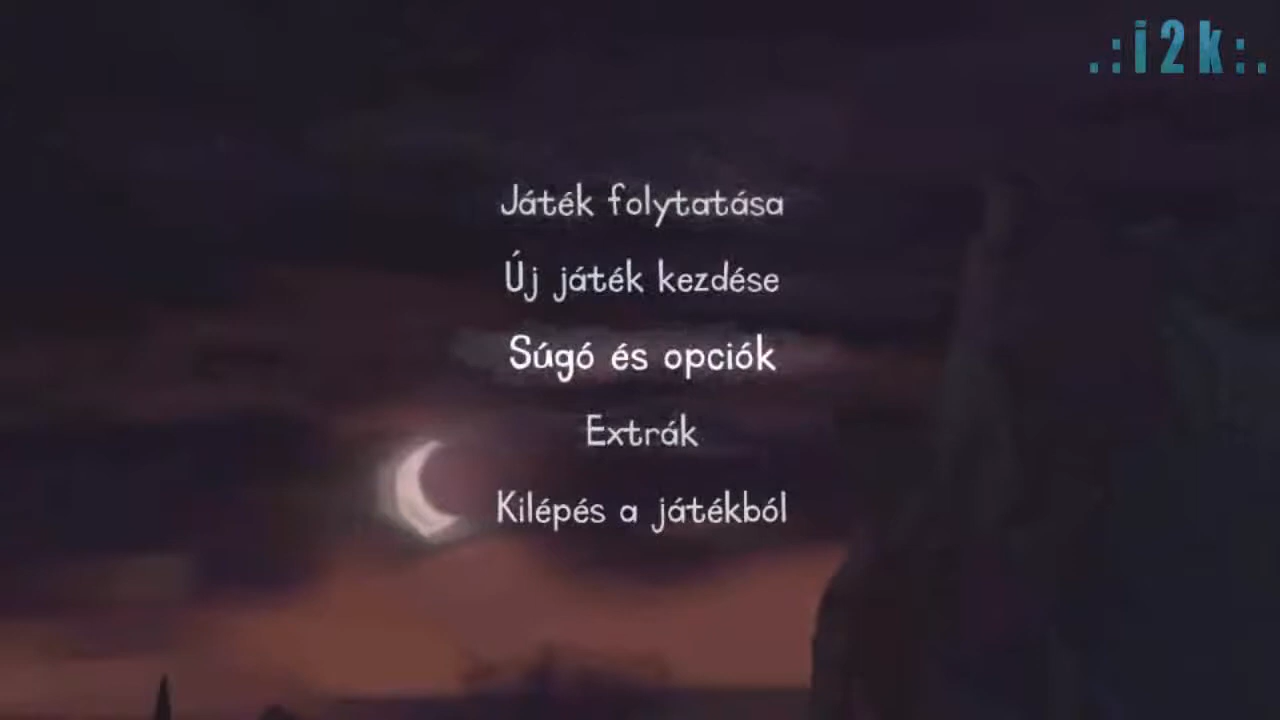 .:i2k:.
Játék folytatása
Új játék kezdése
Súgó és opciók
Extrák
Kilépés a játékból